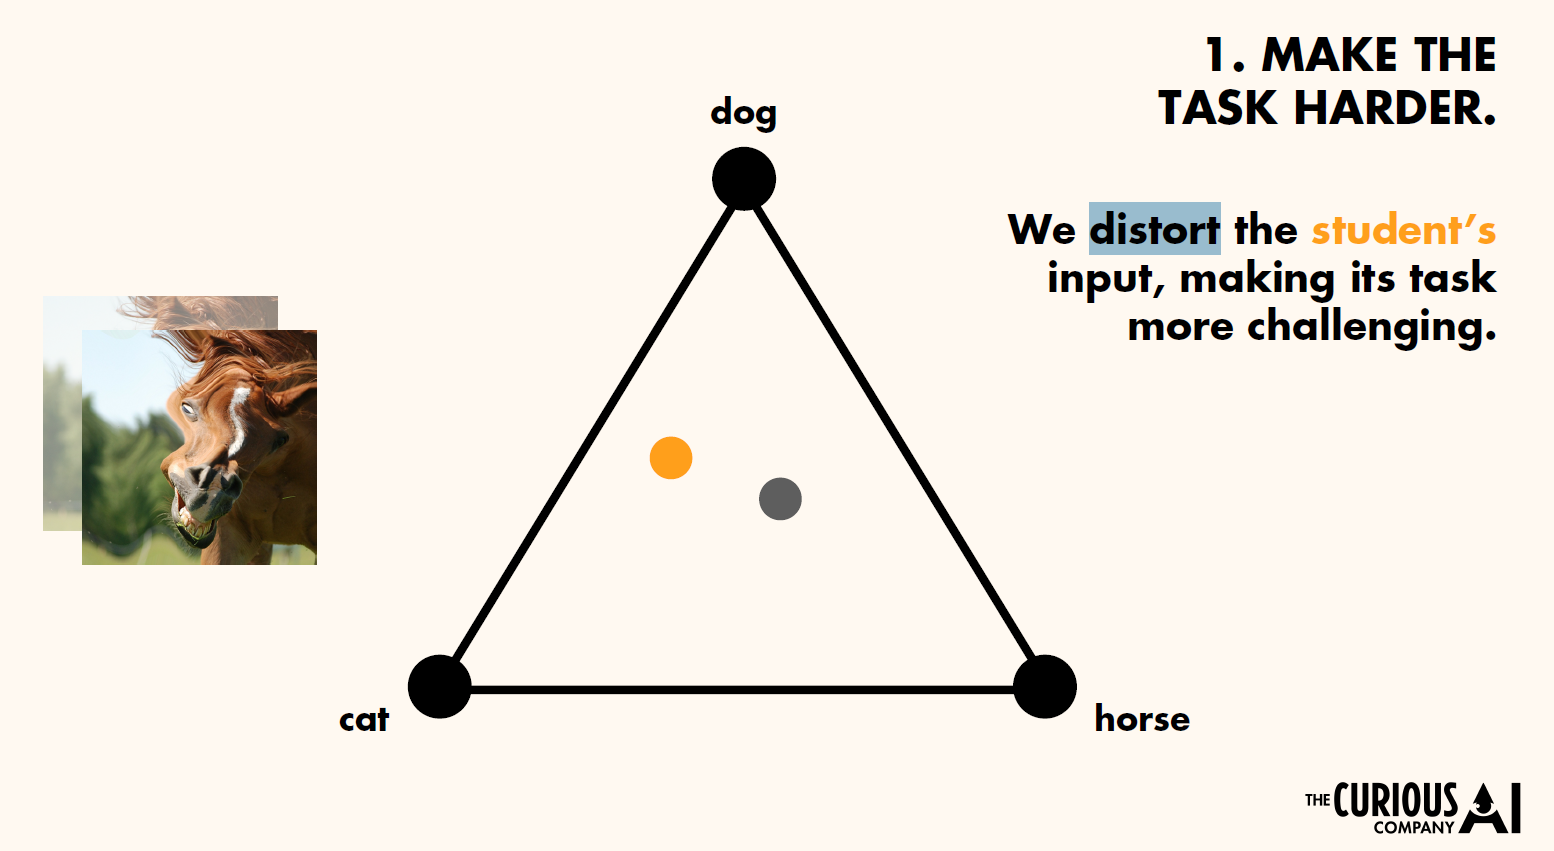 1. MAKE THE
TASK HARDER.
dog
We distort the student’s
input, making its task
more challenging.
cat
horse
THE CURIOUS AI
COMPANY